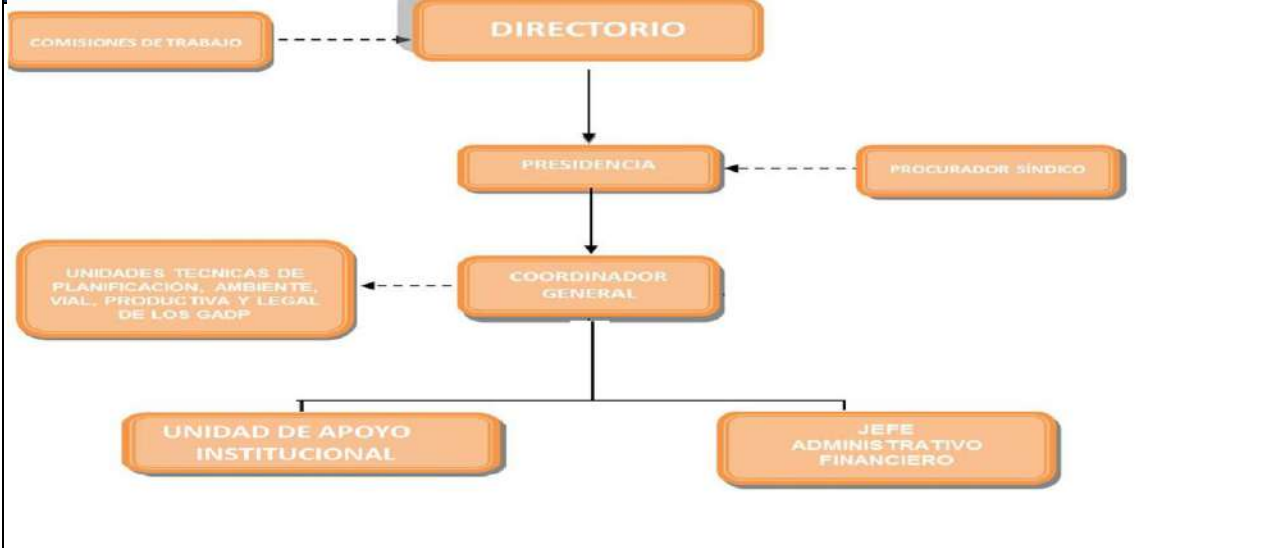 DIRECTORIO
COMISIONES DE TRABAJO
PRESIDENCIA
PROCURADOR SÍNDICO
COORDINADOR
GENERAL
UNIDADES TECNICAS DE
PLANIFICACIÓN, AMBIENTE,
VIAL, PRODUCTIVA Y LEGAL
DE LOS GADP
UNIDAD DE APOYO
INSTITUCIONAL
JEFE
ADMINISTRATIVO
FINANCIERO